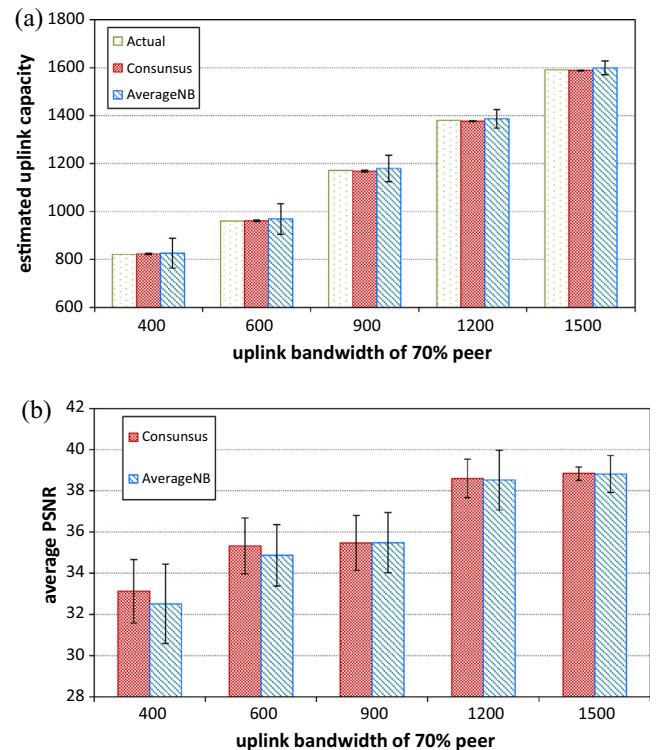 (a)
1800
1600
1400
1200
1000
800
600
estimated uplink capacity
Actual
Consunsus
AverageNB
400 600 900 1200 1500
uplink bandwidth of 70% peer
(b)
42
40
38
36
34
32
30
28
average PSNR
Consunsus
AverageNB
400 600 900 1200 1500
uplink bandwidth of 70% peer